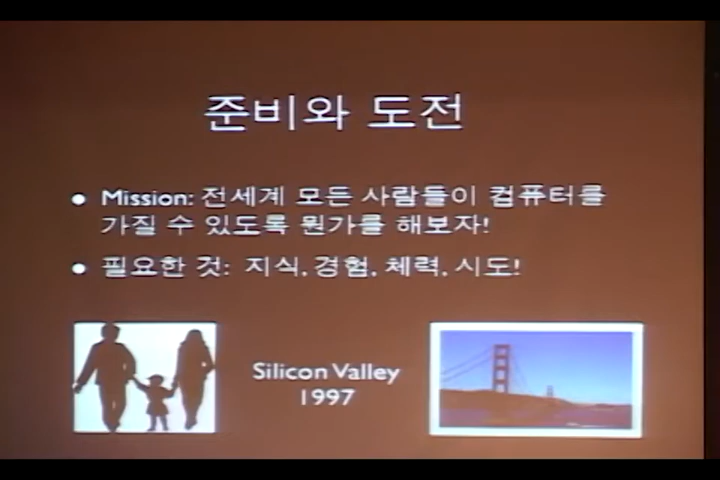 준비와 도전
• Mission: 전세계 모든 사람들이 컴퓨터를
가질 수 있도록 뭔가를 해보자!
• 필요한 것: 지식, 경험, 체력, 시도!
Silicon Valley
1997